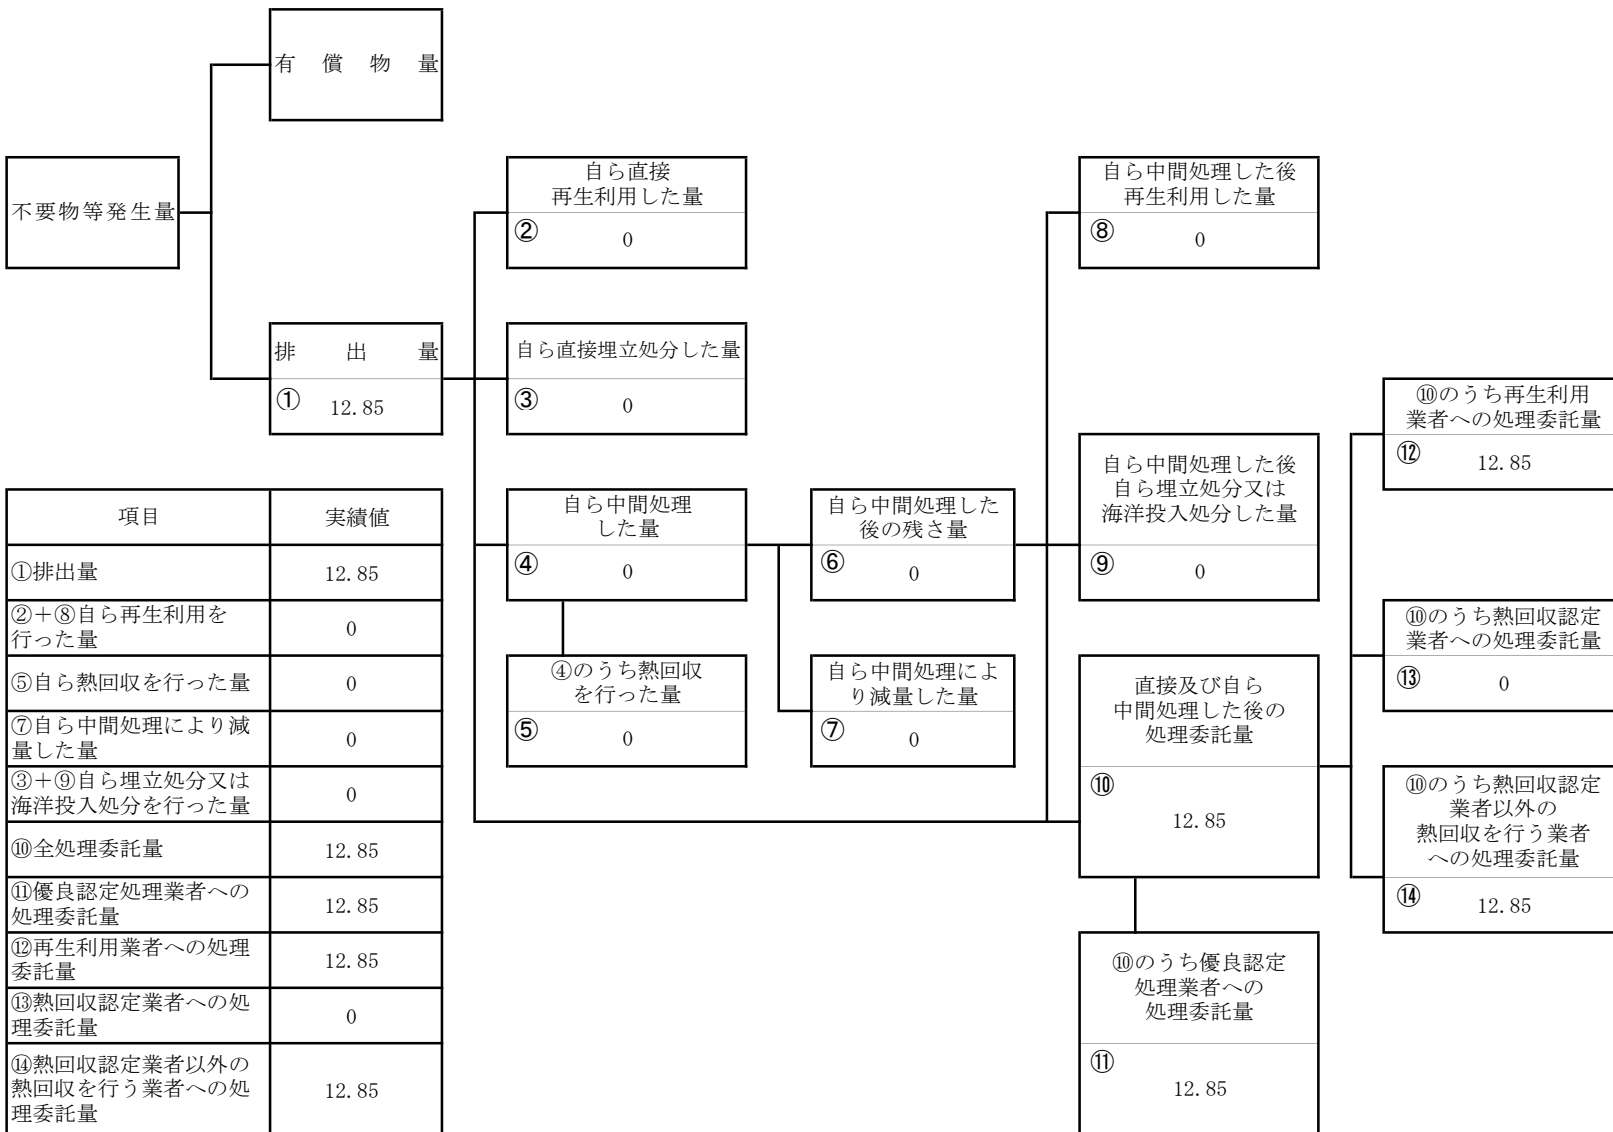 有償物量
不要物等発生量
排出量
① 12.85
自ら直接
再生利用した量
② 0
自ら直接埋立処分した量
③ 0
自ら中間処理
した量
④ 0
④のうち熱回収
を行った量
⑤ 0
自ら中間処理した
後の残さ量
⑥ 0
自ら中間処理によ
り減量した量
⑦ 0
自ら中間処理した後
再生利用した量
⑧ 0
自ら中間処理した後
自ら埋立処分又は
海洋投入処分した量
⑨ 0
直接及び自ら
中間処理した後の
処理委託量
⑩
12.85
⑩のうち優良認定
処理業者への
処理委託量
⑪
12.85
⑩のうち再生利用
業者への処理委託量
⑫ 12.85
⑩のうち熱回収認定
業者への処理委託量
⑬ 0
⑩のうち熱回収認定
業者以外の
熱回収を行う業者
への処理委託量
⑭ 12.85
項目 実績値
①排出量 12.85
②+⑧自ら再生利用を
行った量 0
⑤自ら熱回収を行った量 0
⑦自ら中間処理により減
量した量 0
③+⑨自ら埋立処分又は
海洋投入処分を行った量 0
⑩全処理委託量 12.85
⑪優良認定処理業者への
処理委託量 12.85
⑫再生利用業者への処理
委託量 12.85
⑬熱回収認定業者への処
理委託量 0
⑭熱回収認定業者以外の
熱回収を行う業者への処
理委託量 12.85